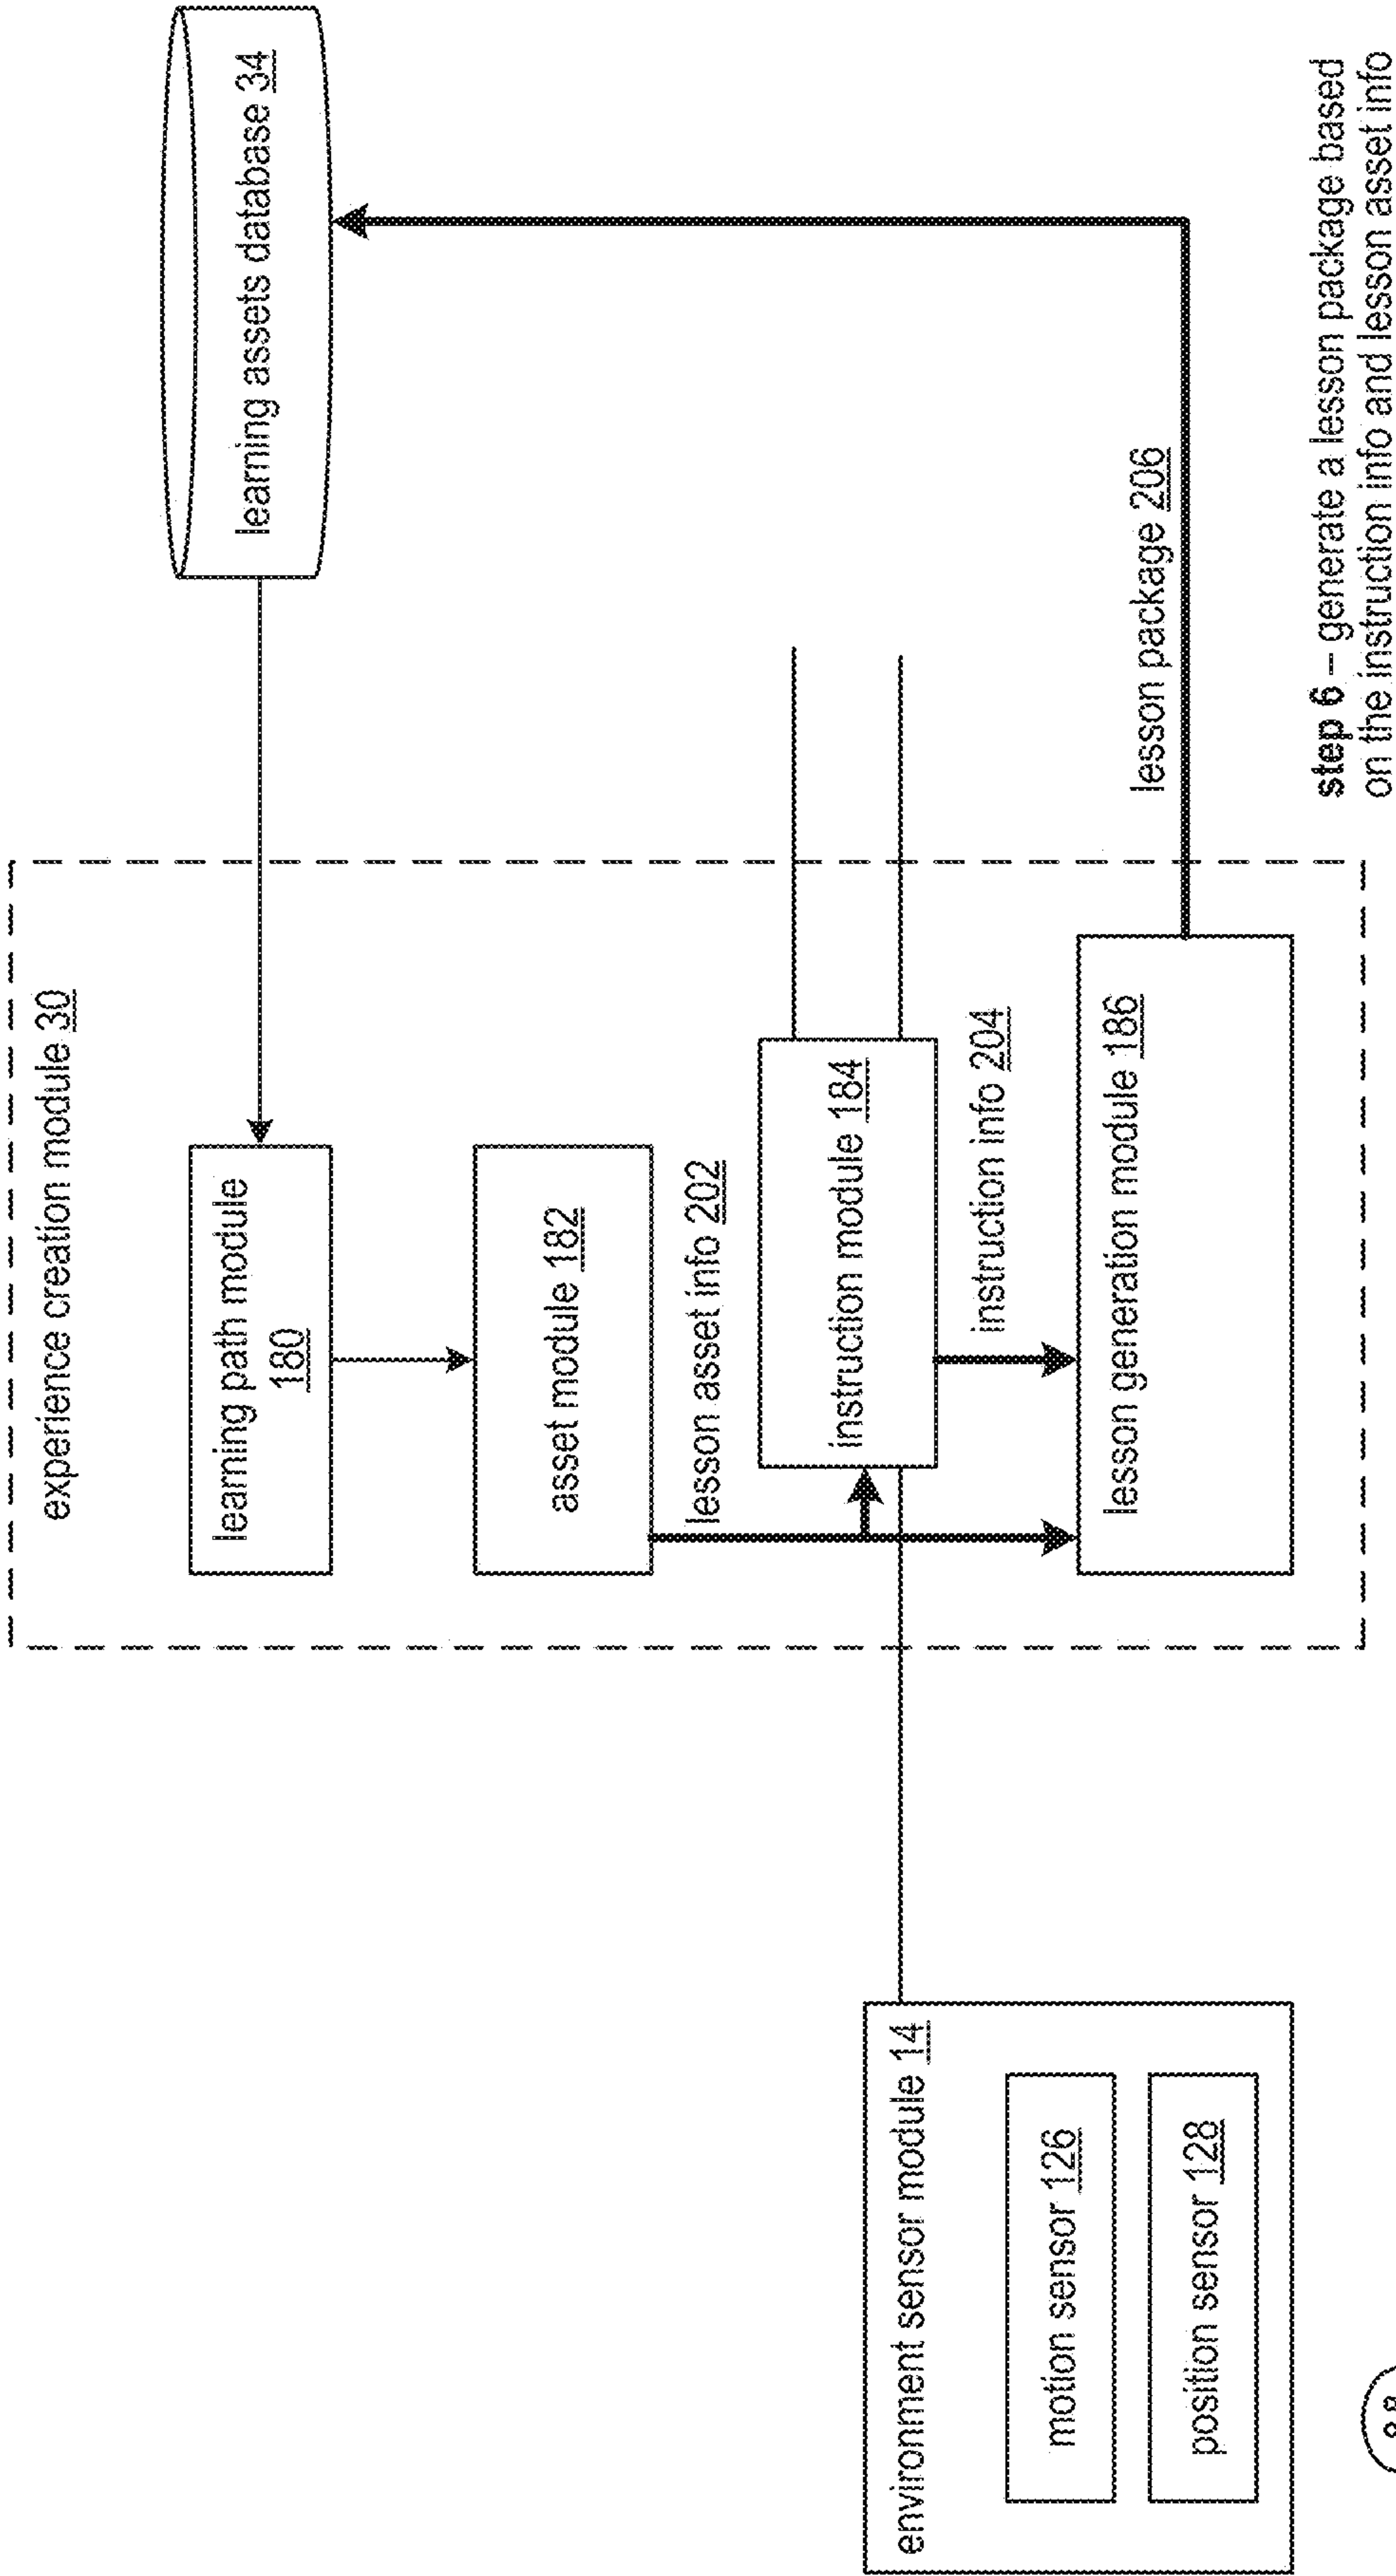 experience creation module 30
learning assets database 34
learning path module
180
asset module 182
lesson asset info 202
instruction module 184
instruction info 204
lesson generation module 186
lesson package 206
environment sensor module 14
motion sensor 126
position sensor 128
step 6 – generate a lesson package based
on the instruction info and lesson asset info